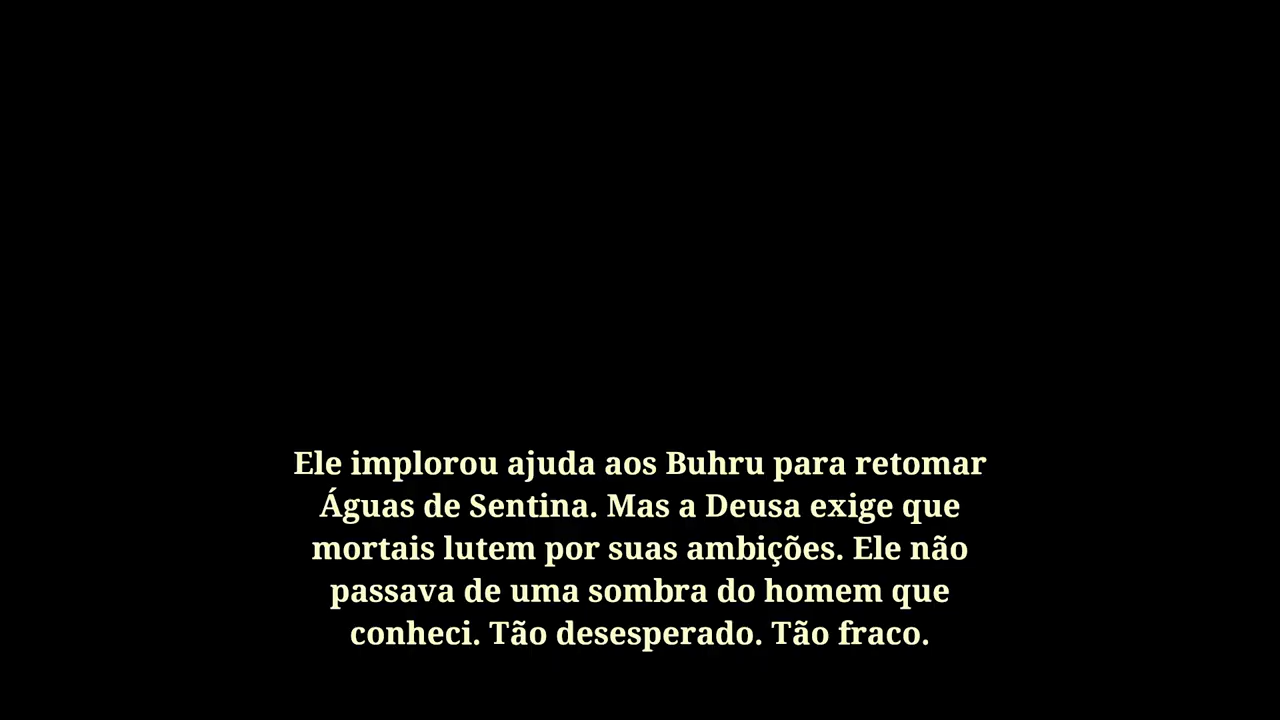 Ele implorou ajuda aos Buhru para retomar
Águas de Sentina. Mas a Deusa exige que
mortais lutem por suas ambições. Ele não
passava de uma sombra do homem que
conheci. Tão desesperado. Tão fraco.